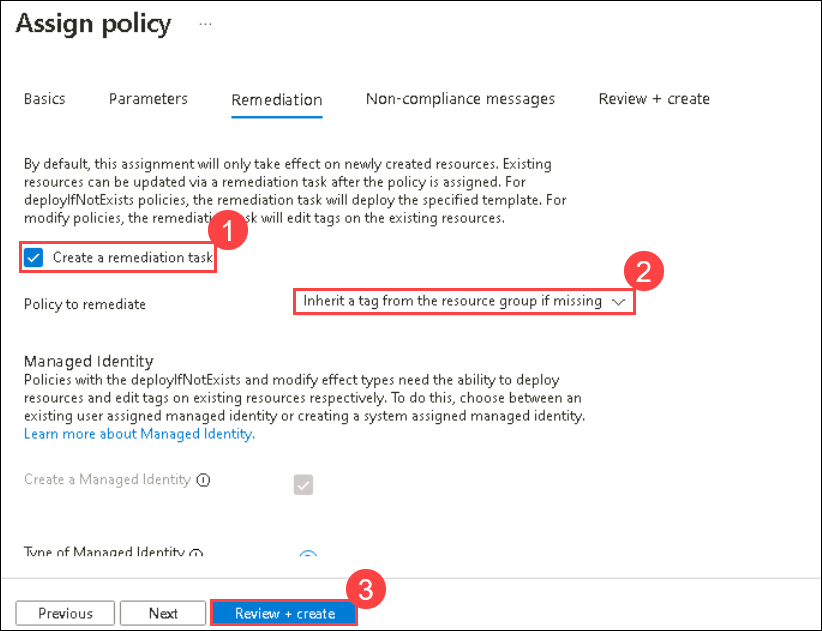 Assign policy ...
Basics Parameters Remediation Non-compliance messages Review + create
By default, this assignment will only take effect on newly created resources. Existing
resources can be updated via a remediation task after the policy is assigned. For
deployIfNotExists policies, the remediation task will deploy the specified template. For
modify policies, the remediati sk will edit tags on the existing resources.
1
Create a remediation task
2
Policy to remediate Inherit a tag from the resource group if missing
Managed Identity
Policies with the deployIfNotExists and modify effect types need the ability to deploy
resources and edit tags on existing resources respectively. To do this, choose between an
existing user assigned managed identity or creating a system assigned managed identity.
Learn more about Managed Identity.
Create a Managed Identity
Type of Managed Identity
3
Previous Next Review + create